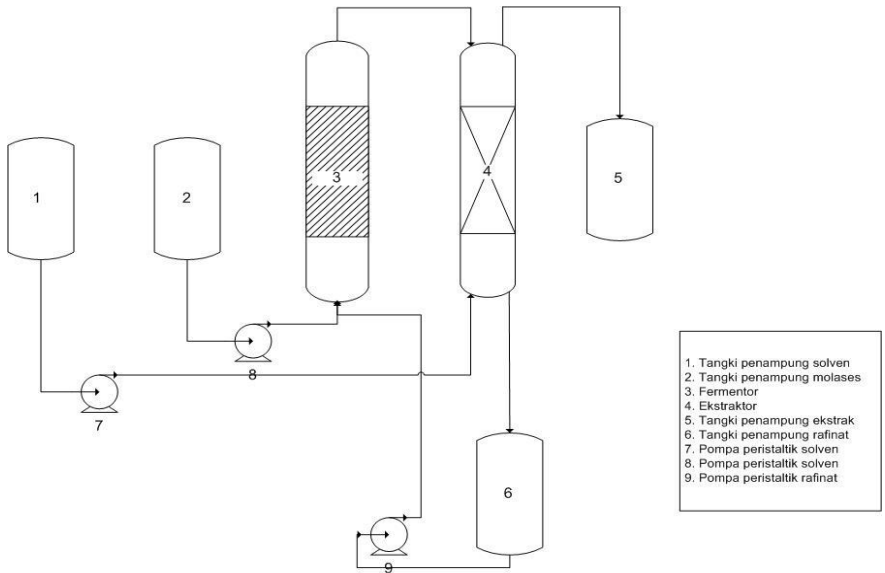 3
4
5
1
2
8
7
6
9
1. Tangki penampung solven
2. Tangki penampung molases
3. Fermentor
4. Ekstraktor
5. Tangki penampung ekstrak
6. Tangki penampung rafinat
7. Pompa peristaltik solven
8. Pompa peristaltik solven
9. Pompa peristaltik rafinat